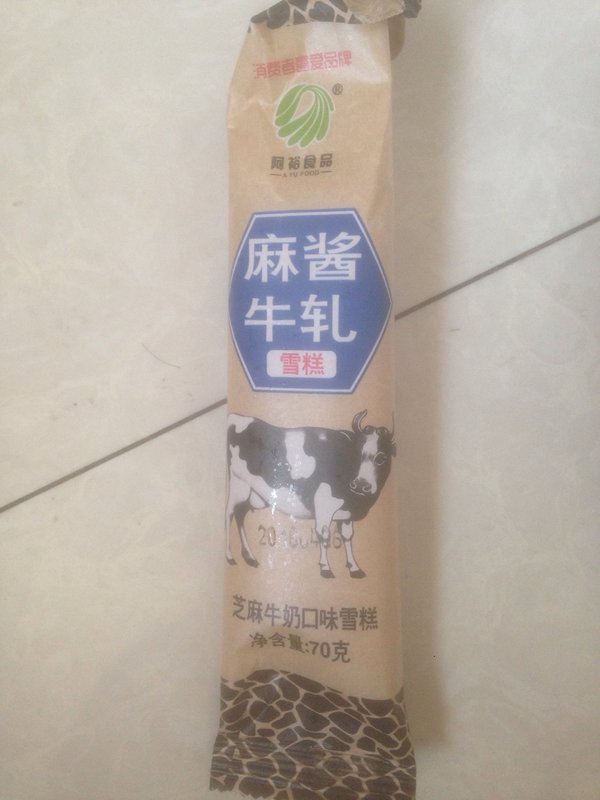 消费者喜爱品牌
®
阿裕食品
A YU FOOD
麻酱
牛轧
雪糕
芝麻牛奶口味雪糕
净含量:70克